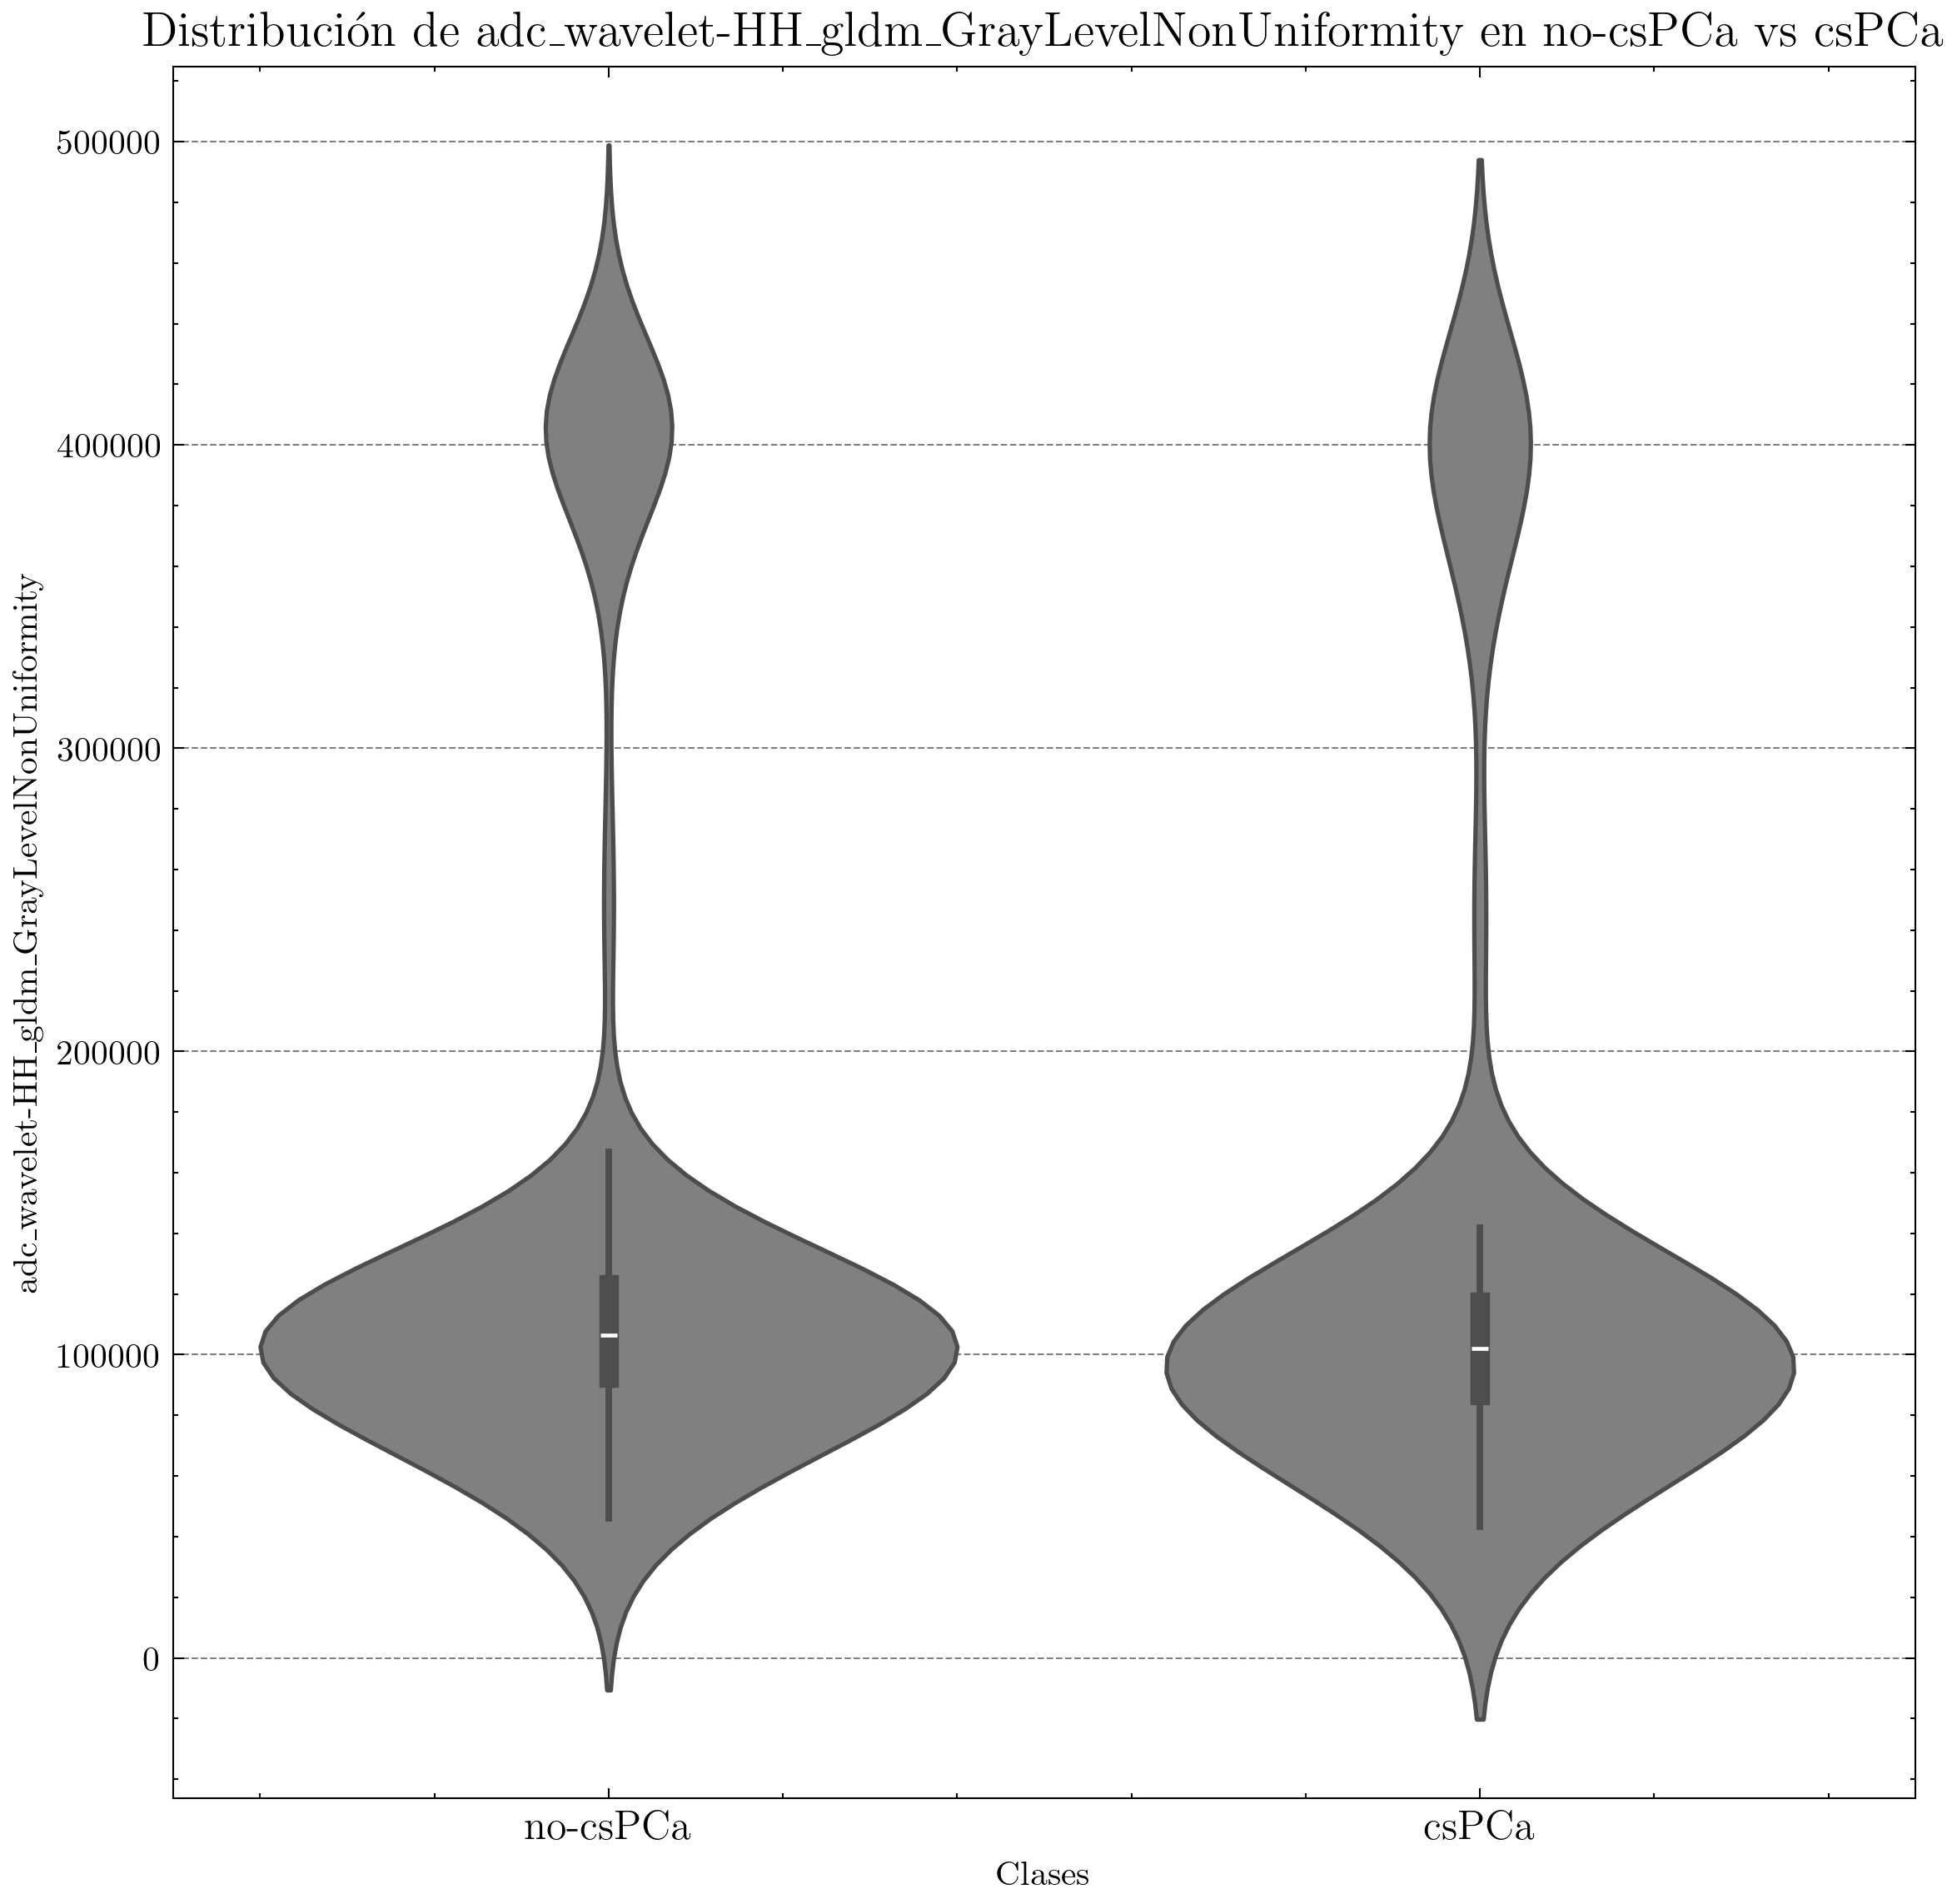 Distribución de adc_wavelet-HH_gldm_GrayLevelNonUniformity en no-csPCa vs csPCa
adc_wavelet-HH_gldm_GrayLevelNonUniformity
500000
400000
300000
200000
100000
0
no-csPCa csPCa
Clases